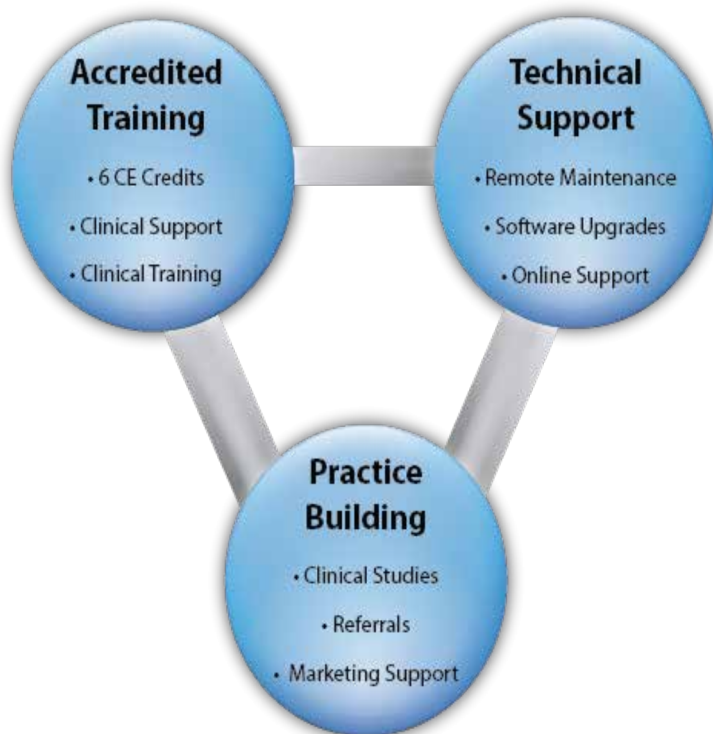 Accredited
Training
• 6 CE Credits
• Clinical Support
• Clinical Training
Technical
Support
• Remote Maintenance
• Software Upgrades
• Online Support
Practice
Building
• Clinical Studies
• Referrals
• Marketing Support